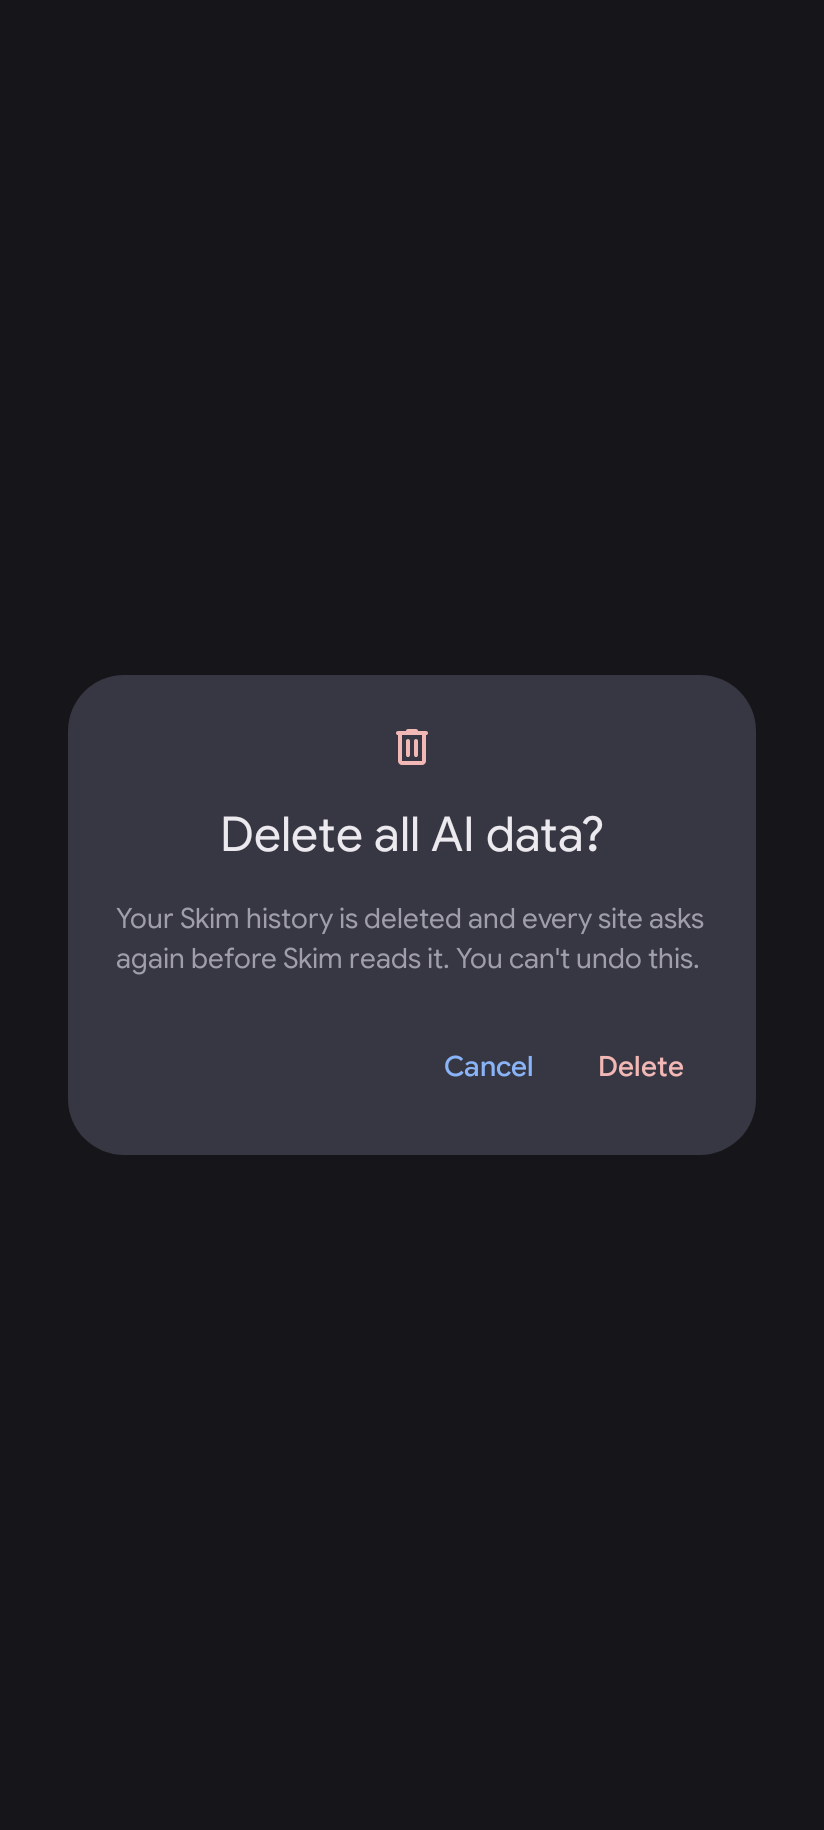 Delete all AI data?
Your Skim history is deleted and every site asks
again before Skim reads it. You can't undo this.
Cancel Delete